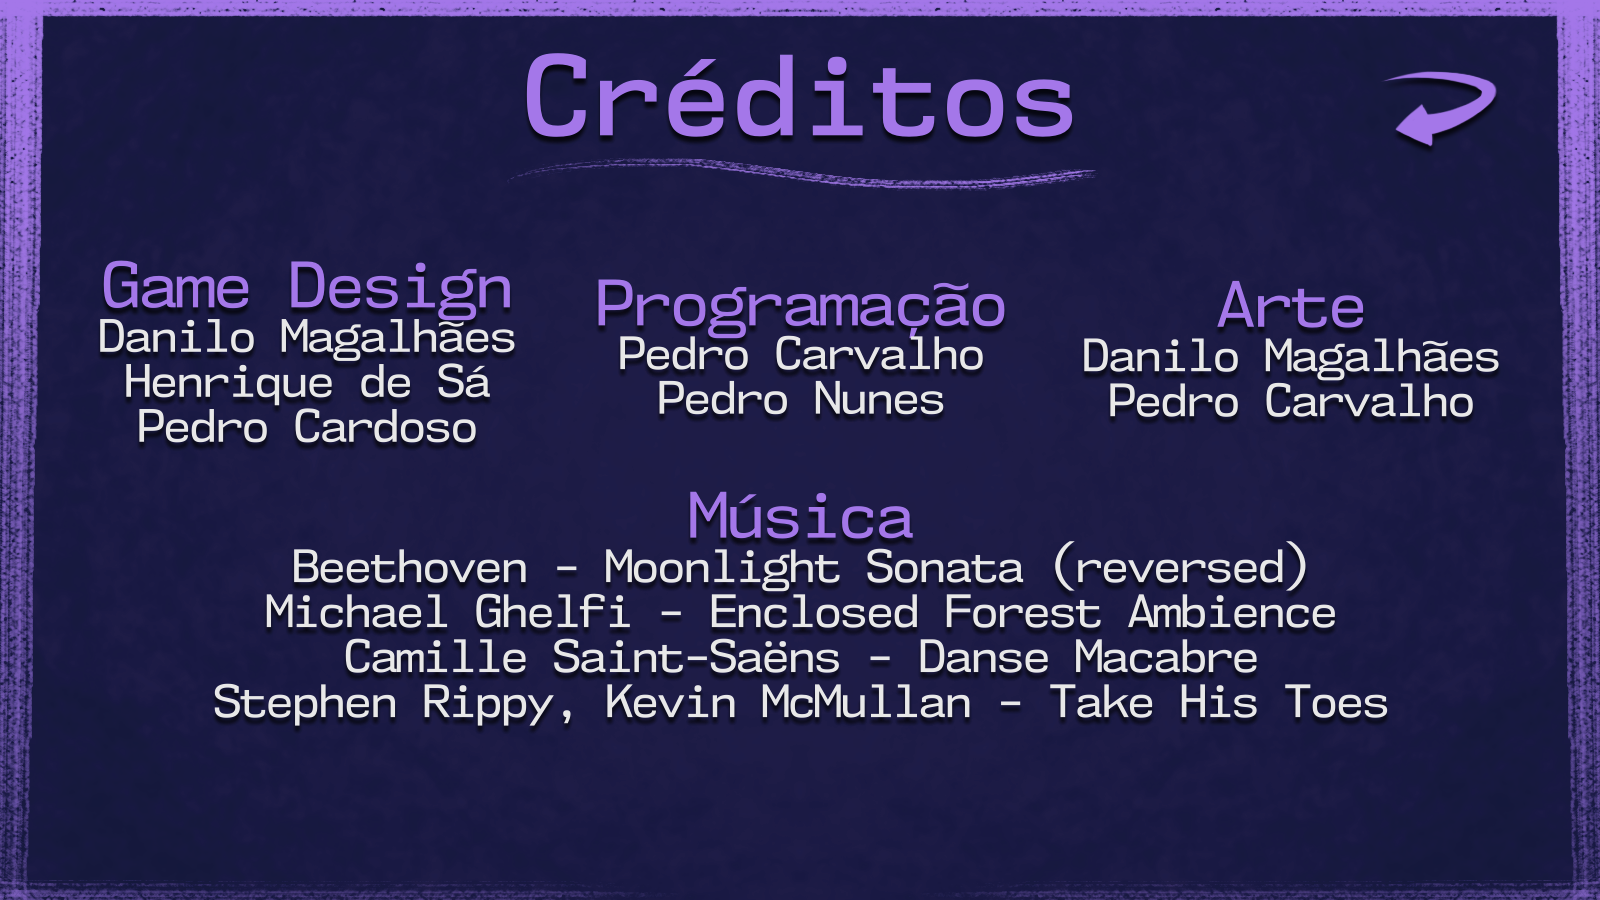 Créditos
Game Design
Danilo Magalhães
Henrique de Sá
Pedro Cardoso
Programação
Pedro Carvalho
Pedro Nunes
Arte
Danilo Magalhães
Pedro Carvalho
Música
Beethoven - Moonlight Sonata (reversed)
Michael Ghelfi - Enclosed Forest Ambience
Camille Saint-Saëns - Danse Macabre
Stephen Rippy, Kevin McMullan - Take His Toes